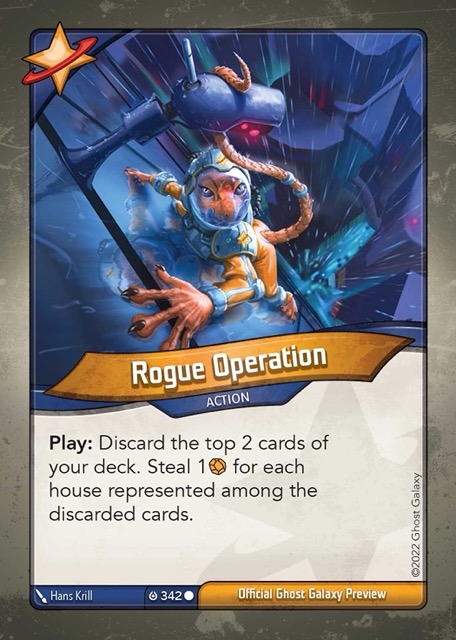 Rogue Operation
ACTION
Play: Discard the top 2 cards of
your deck. Steal 1 for each
house represented among the
discarded cards.
©2022 Ghost Galaxy
Hans Krill
342
Official Ghost Galaxy Preview